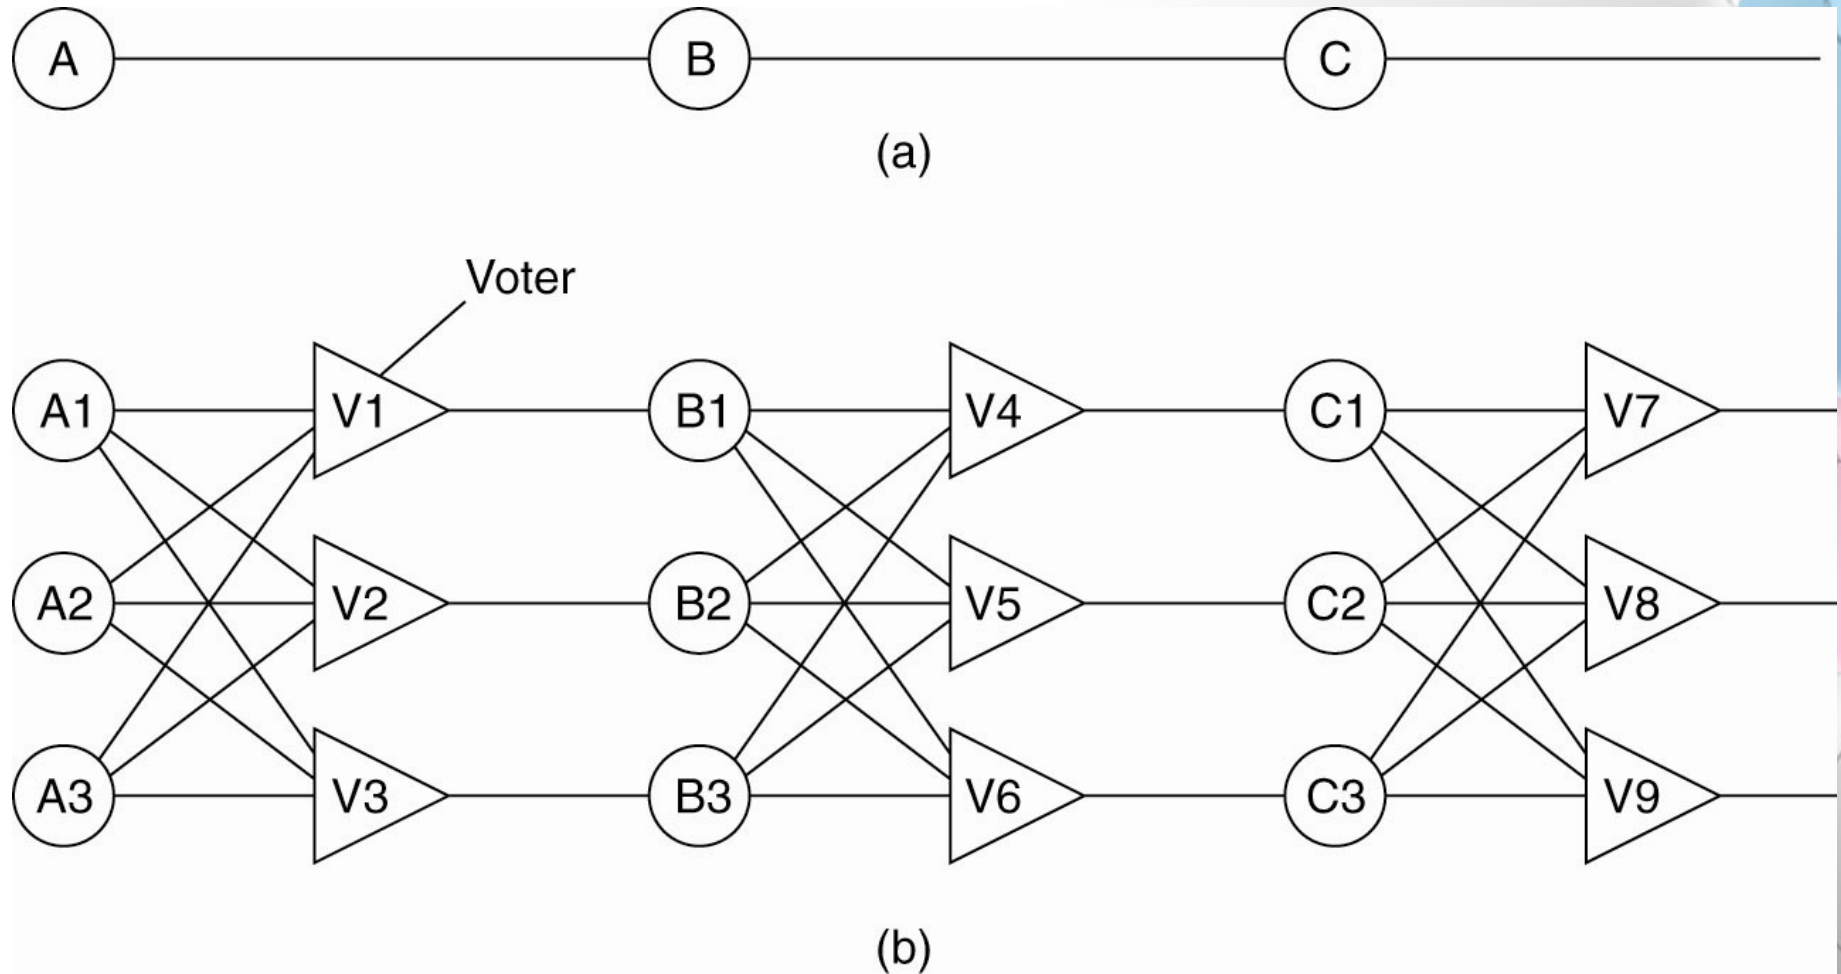 A B C
(a)
Voter
A1 V1 B1 V4 C1 V7
A2 V2 B2 V5 C2 V8
A3 V3 B3 V6 C3 V9
(b)